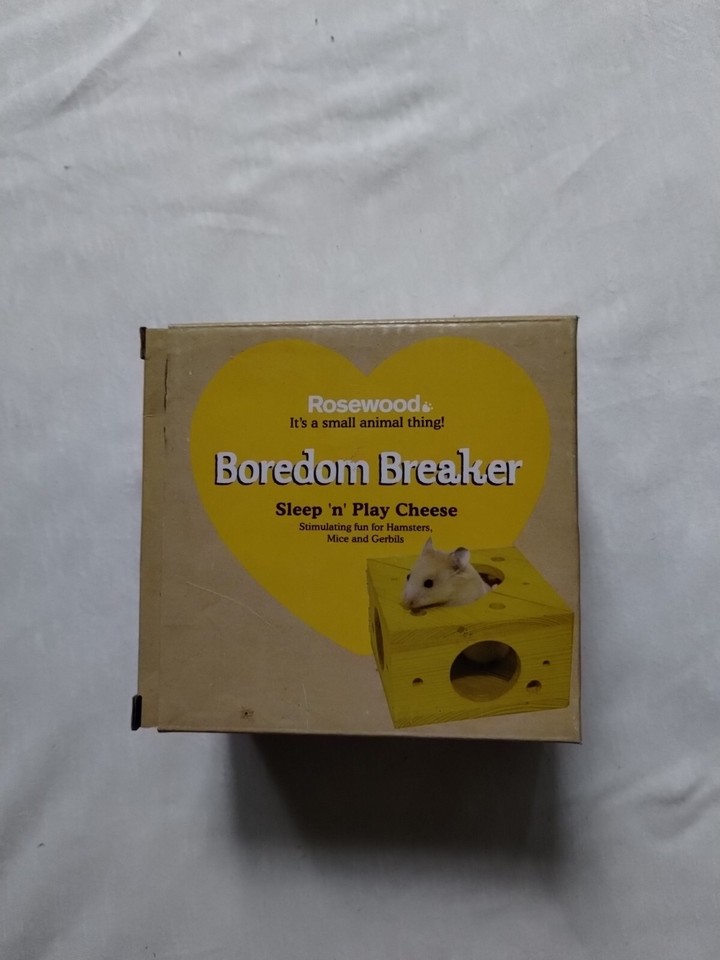 Rosewood
It's a small animal thing!
Boredom Breaker
Sleep 'n' Play Cheese
Stimulating fun for Hamsters,
Mice and Gerbils